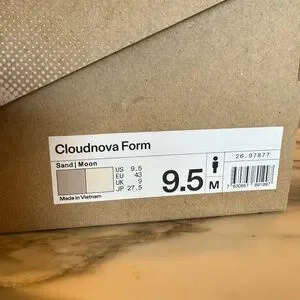 Cloudnova Form
Sand | Moon
US 9.5
EU 43
UK 9
JP 27.5
9.5 M
26.97877
Made in Vietnam